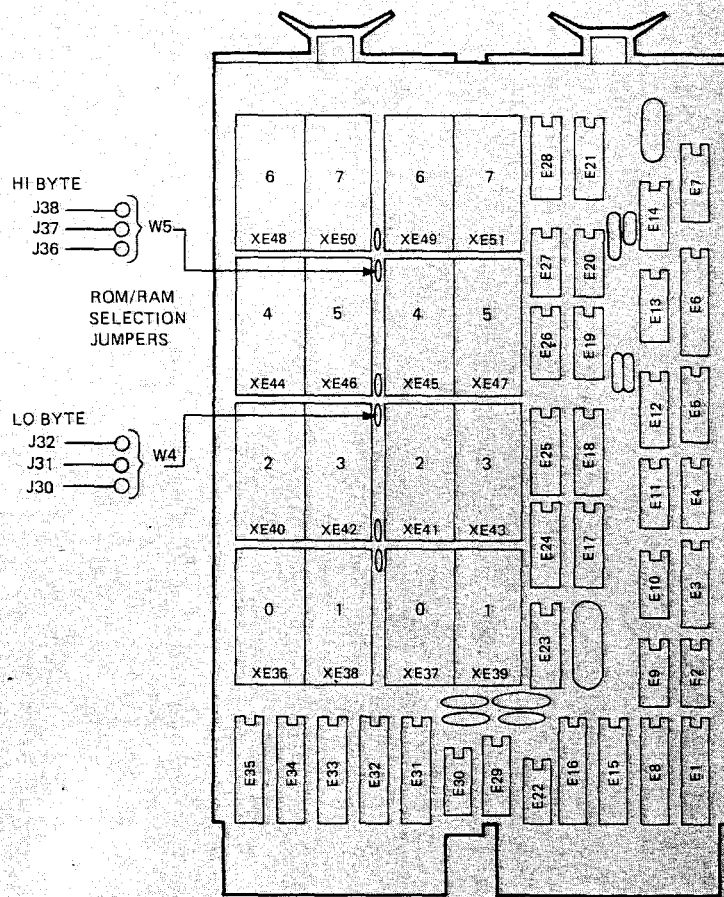 HI BYTE
J38
J37
J36
W5
ROM/RAM
SELECTION
JUMPERS
LO BYTE
J32
J31
J30
W4
6 7 6 7
XE48 XE50 XE49 XE51
4 5 4 5
XE44 XE46 XE45 XE47
2 3 2 3
XE40 XE42 XE41 XE43
0 1 0 1
XE36 XE38 XE37 XE39
E28 E21 E14 E7
E27 E20 E13 E6
E26 E19 E12 E5
E25 E18 E11 E4
E24 E17 E10 E3
E23 E9 E2
E35 E34 E33 E32 E31 E30 E29 E22 E16 E15 E8 E1